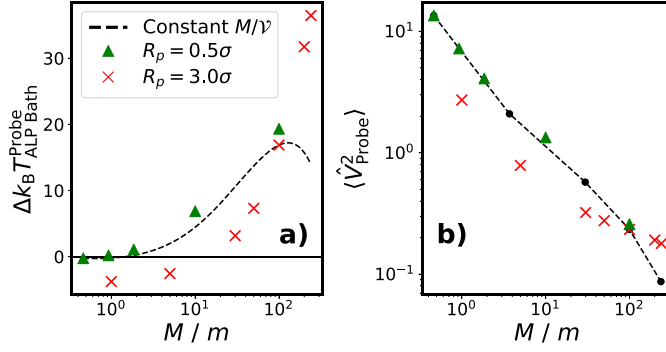 30
20
10
0
Δk_B T^Probe_ALP Bath
Constant M/𝒱
R_p = 0.5σ
R_p = 3.0σ
a)
10^0
10^1
10^2
M / m
10^1
10^0
10^−1
⟨V̂^2_Probe⟩
b)
10^0
10^1
10^2
M / m